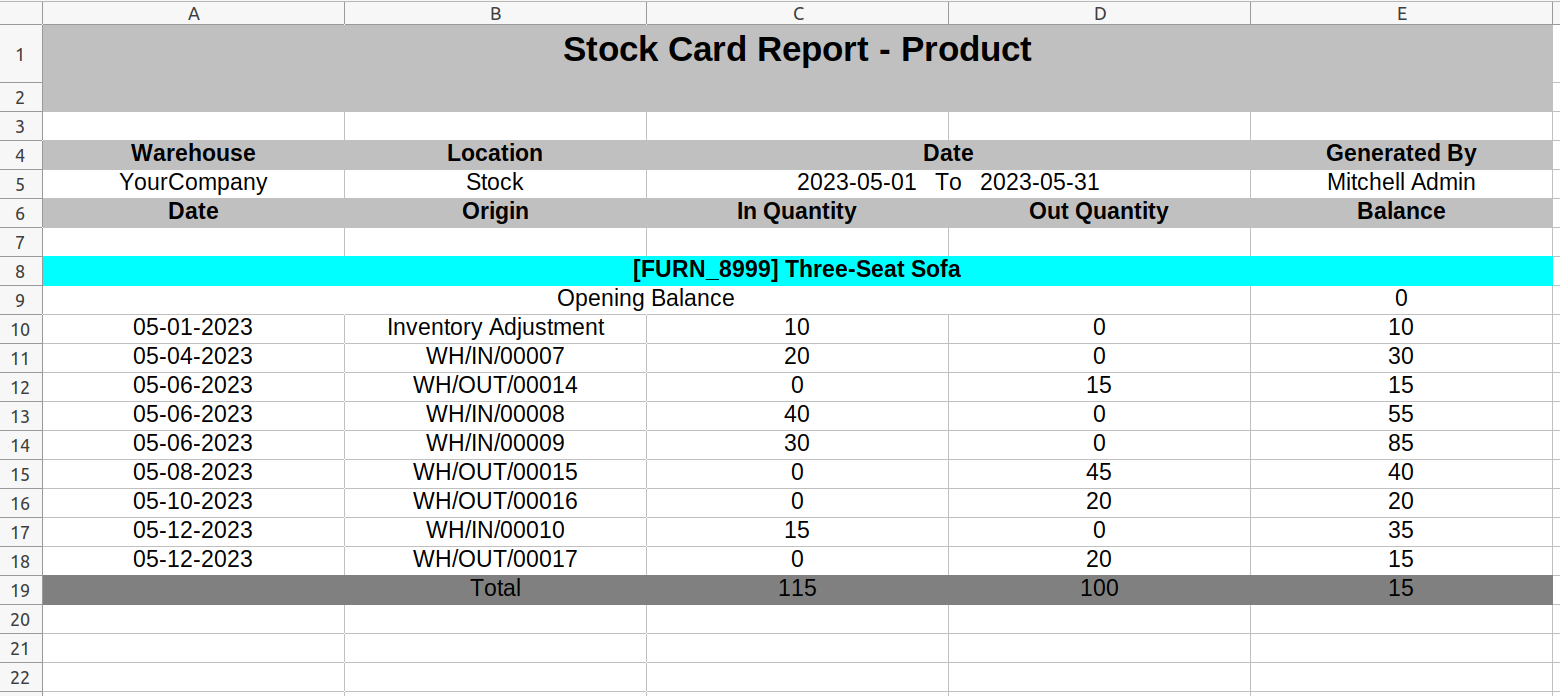 A B C D E
1 Stock Card Report - Product
2
3
4 Warehouse Location Date Generated By
5 YourCompany Stock 2023-05-01 To 2023-05-31 Mitchell Admin
6 Date Origin In Quantity Out Quantity Balance
7
8 [FURN_8999] Three-Seat Sofa
9 Opening Balance 0
10 05-01-2023 Inventory Adjustment 10 0 10
11 05-04-2023 WH/IN/00007 20 0 30
12 05-06-2023 WH/OUT/00014 0 15 15
13 05-06-2023 WH/IN/00008 40 0 55
14 05-06-2023 WH/IN/00009 30 0 85
15 05-08-2023 WH/OUT/00015 0 45 40
16 05-10-2023 WH/OUT/00016 0 20 20
17 05-12-2023 WH/IN/00010 15 0 35
18 05-12-2023 WH/OUT/00017 0 20 15
19 Total 115 100 15
20
21
22